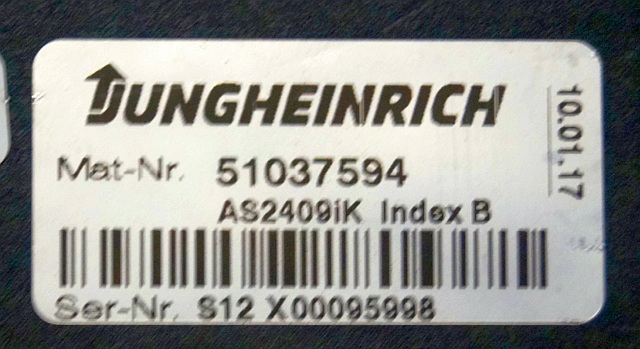 JUNGHEINRICH
10.01.17
Mat-Nr. 51037594
AS2409iK Index B
Ser-Nr. S12 X00095998